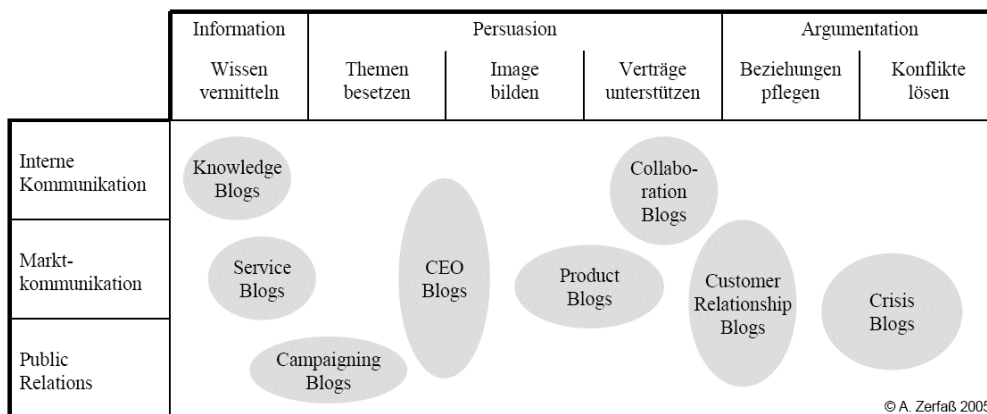 Information
Persuasion
Argumentation
Wissen
vermitteln
Themen
besetzen
Image
bilden
Verträge
unterstützen
Beziehungen
pflegen
Konflikte
lösen
Interne
Kommunikation
Markt-
kommunikation
Public
Relations
Knowledge
Blogs
Collabo-
ration
Blogs
Service
Blogs
CEO
Blogs
Product
Blogs
Customer
Relationship
Blogs
Crisis
Blogs
Campaigning
Blogs
© A. Zerfaß 2005